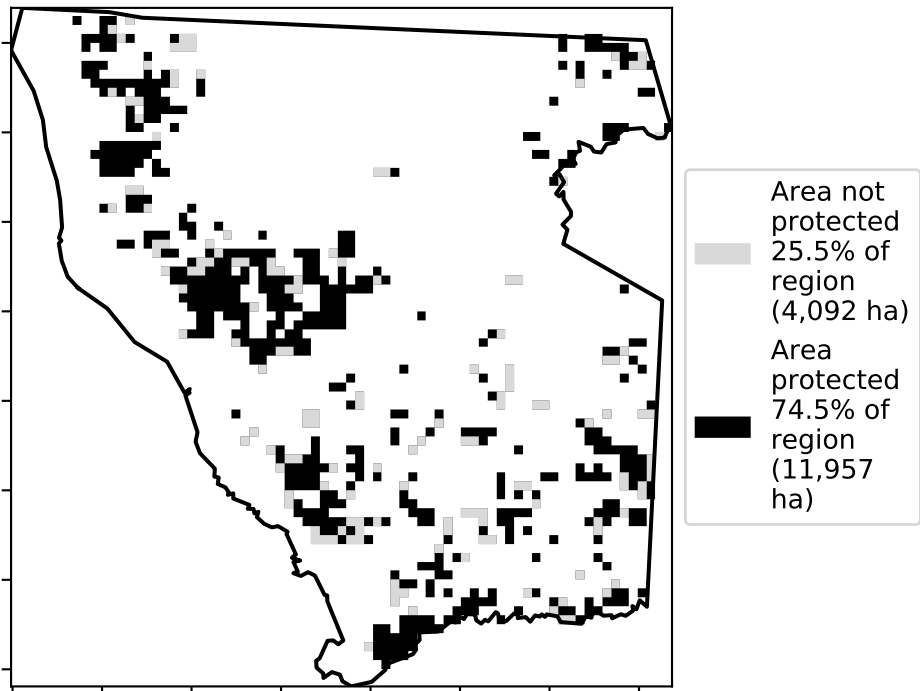 Area not
protected
25.5% of
region
(4,092 ha)
Area
protected
74.5% of
region
(11,957
ha)